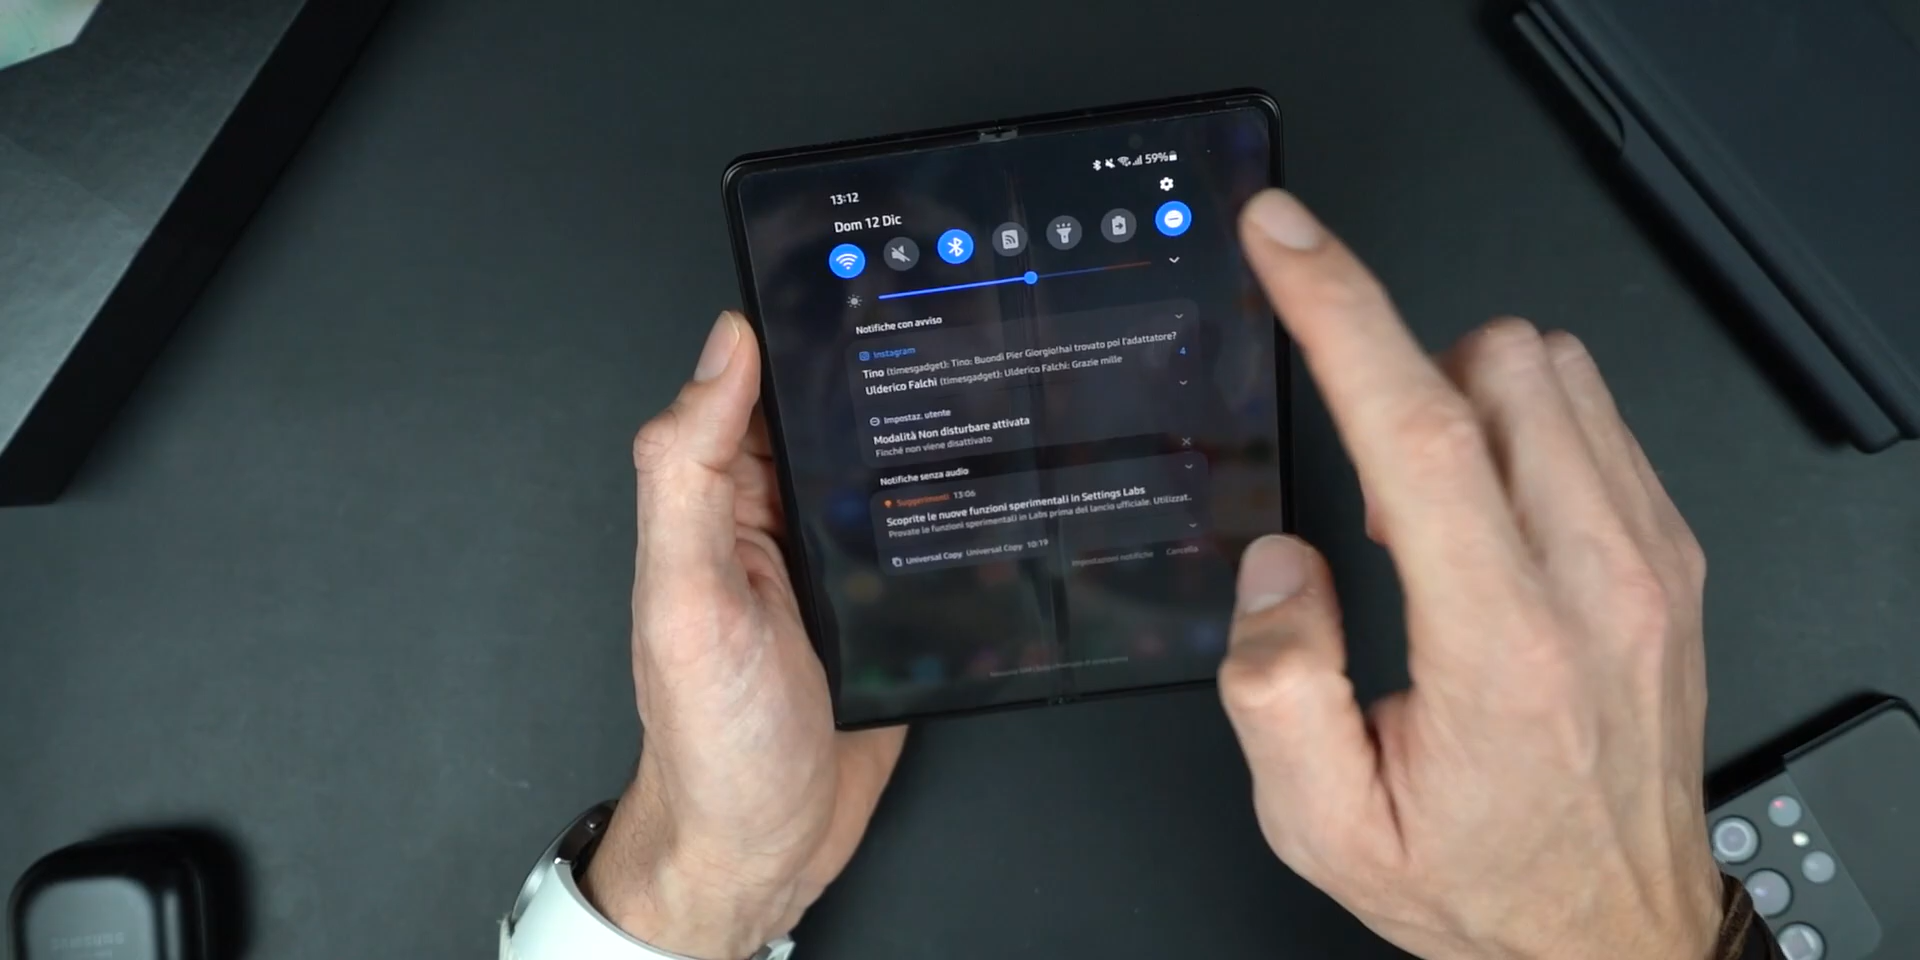 59%
13:12
Dom 12 Dic
Notifiche con avviso
Instagram
Tino (timesgadget): Tino: Buondì Pier Giorgio!hai trovato poi l'adattatore?
4
Ulderico Falchi (timesgadget): Ulderico Falchi: Grazie mille
Impostaz. utente
Modalità Non disturbare attivata
Finché non viene disattivato
Notifiche senza audio
Suggerimenti 13:06
Scoprite le nuove funzioni sperimentali in Settings Labs
Provate le funzioni sperimentali in Labs prima del lancio ufficiale. Utilizzat..
Universal Copy Universal Copy 10:19
Impostazioni notifiche Cancella
SAMSUNG